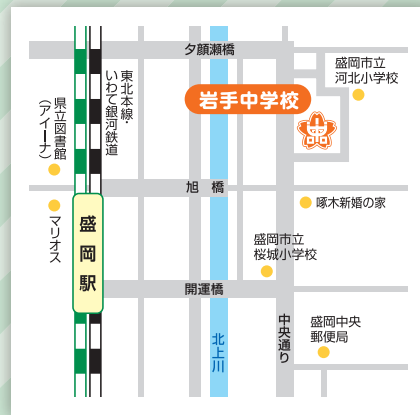 夕顔瀬橋
東北本線・
いわて銀河鉄道
盛岡市立
河北小学校
岩手中学校
県立図書館
（アイーナ）
旭橋
啄木新婚の家
マリオス
盛岡駅
盛岡市立
桜城小学校
開運橋
北上川
中央通り
盛岡中央
郵便局